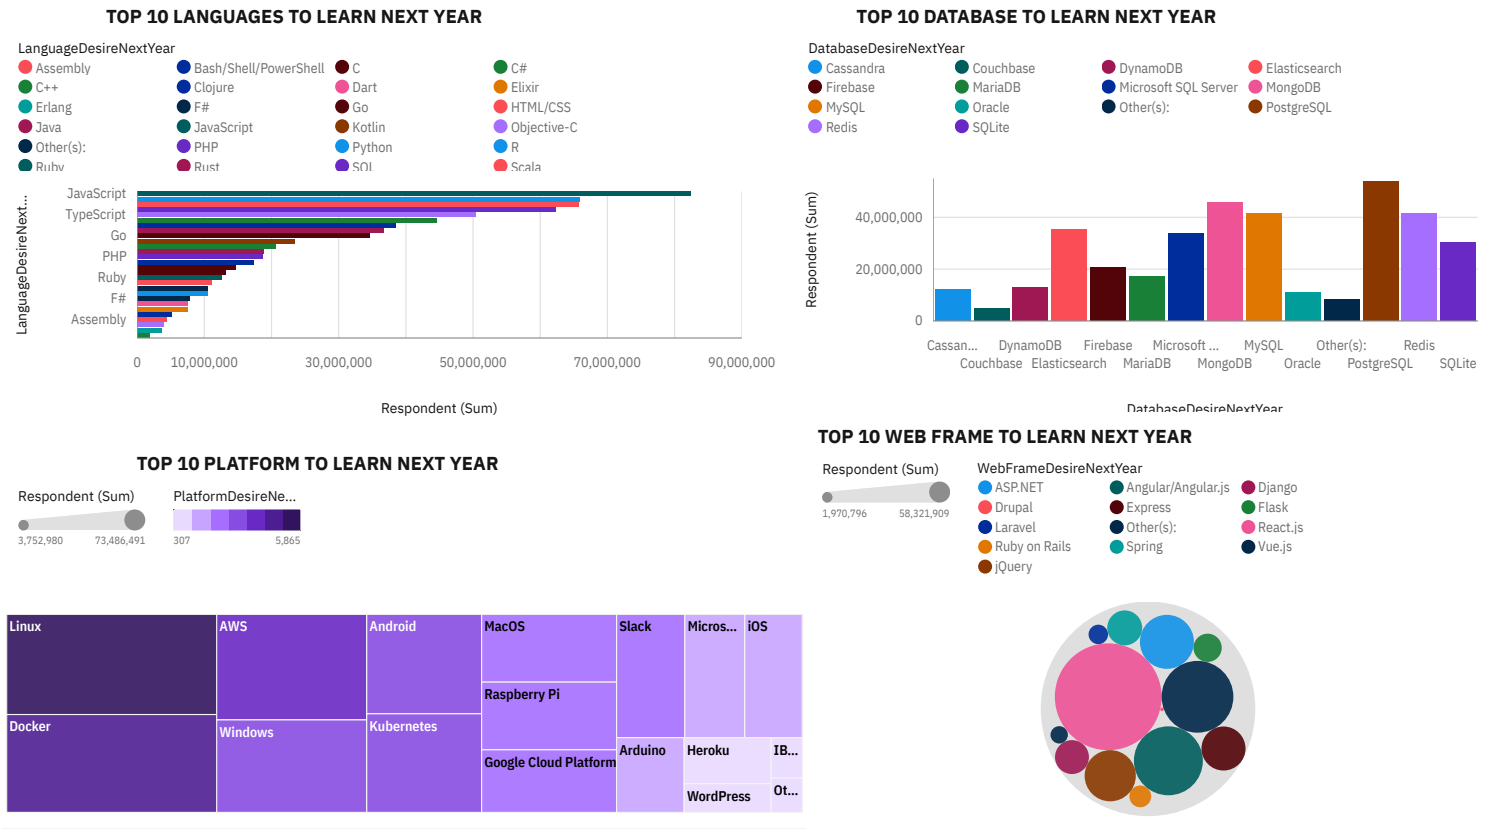 TOP 10 LANGUAGES TO LEARN NEXT YEAR
LanguageDesireNextYear
Assembly Bash/Shell/PowerShell C C#
C++ Clojure Dart Elixir
Erlang F# Go HTML/CSS
Java JavaScript Kotlin Objective-C
Other(s): PHP Python R
Ruby Rust SQL Scala
LanguageDesireNext...
JavaScript
TypeScript
Go
PHP
Ruby
F#
Assembly
0 10,000,000 30,000,000 50,000,000 70,000,000 90,000,000
Respondent (Sum)
TOP 10 DATABASE TO LEARN NEXT YEAR
DatabaseDesireNextYear
Cassandra Couchbase DynamoDB Elasticsearch
Firebase MariaDB Microsoft SQL Server MongoDB
MySQL Oracle Other(s): PostgreSQL
Redis SQLite
Respondent (Sum)
40,000,000
20,000,000
0
Cassan... DynamoDB Firebase Microsoft ... MySQL Other(s): Redis
Couchbase Elasticsearch MariaDB MongoDB Oracle PostgreSQL SQLite
DatabaseDesireNextYear
TOP 10 PLATFORM TO LEARN NEXT YEAR
Respondent (Sum)
3,752,980 73,486,491
PlatformDesireNe...
307 5,865
Linux AWS Android MacOS Slack Micros... iOS
Raspberry Pi
Docker Windows Kubernetes
Google Cloud Platform Arduino Heroku IB...
WordPress Ot...
TOP 10 WEB FRAME TO LEARN NEXT YEAR
Respondent (Sum)
1,970,796 58,321,909
WebFrameDesireNextYear
ASP.NET Angular/Angular.js Django
Drupal Express Flask
Laravel Other(s): React.js
Ruby on Rails Spring Vue.js
jQuery